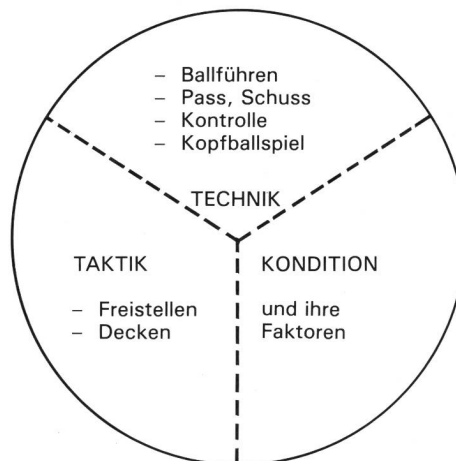 – Ballführen
– Pass, Schuss
– Kontrolle
– Kopfballspiel
TECHNIK
TAKTIK
– Freistellen
– Decken
KONDITION
und ihre
Faktoren